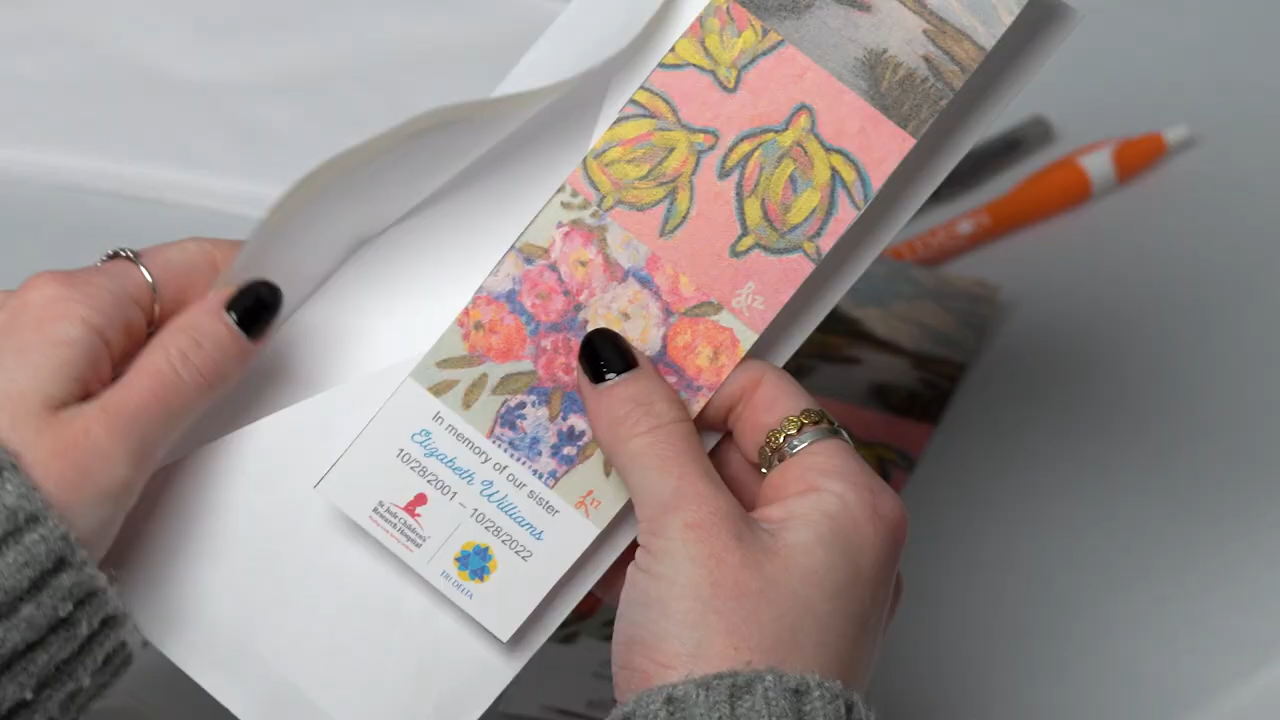 Liz
Liz
In memory of our sister
Elizabeth Williams
10/28/2001 – 10/28/2022
St. Jude Children's
Research Hospital
TRI DELTA